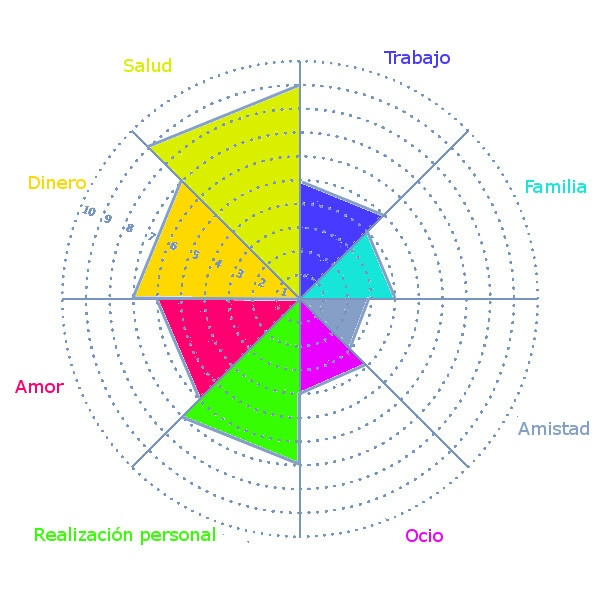 Trabajo
Salud
Dinero
Familia
10 9 8 7 6 5 4 3 2 1
Amor
Amistad
Realización personal
Ocio